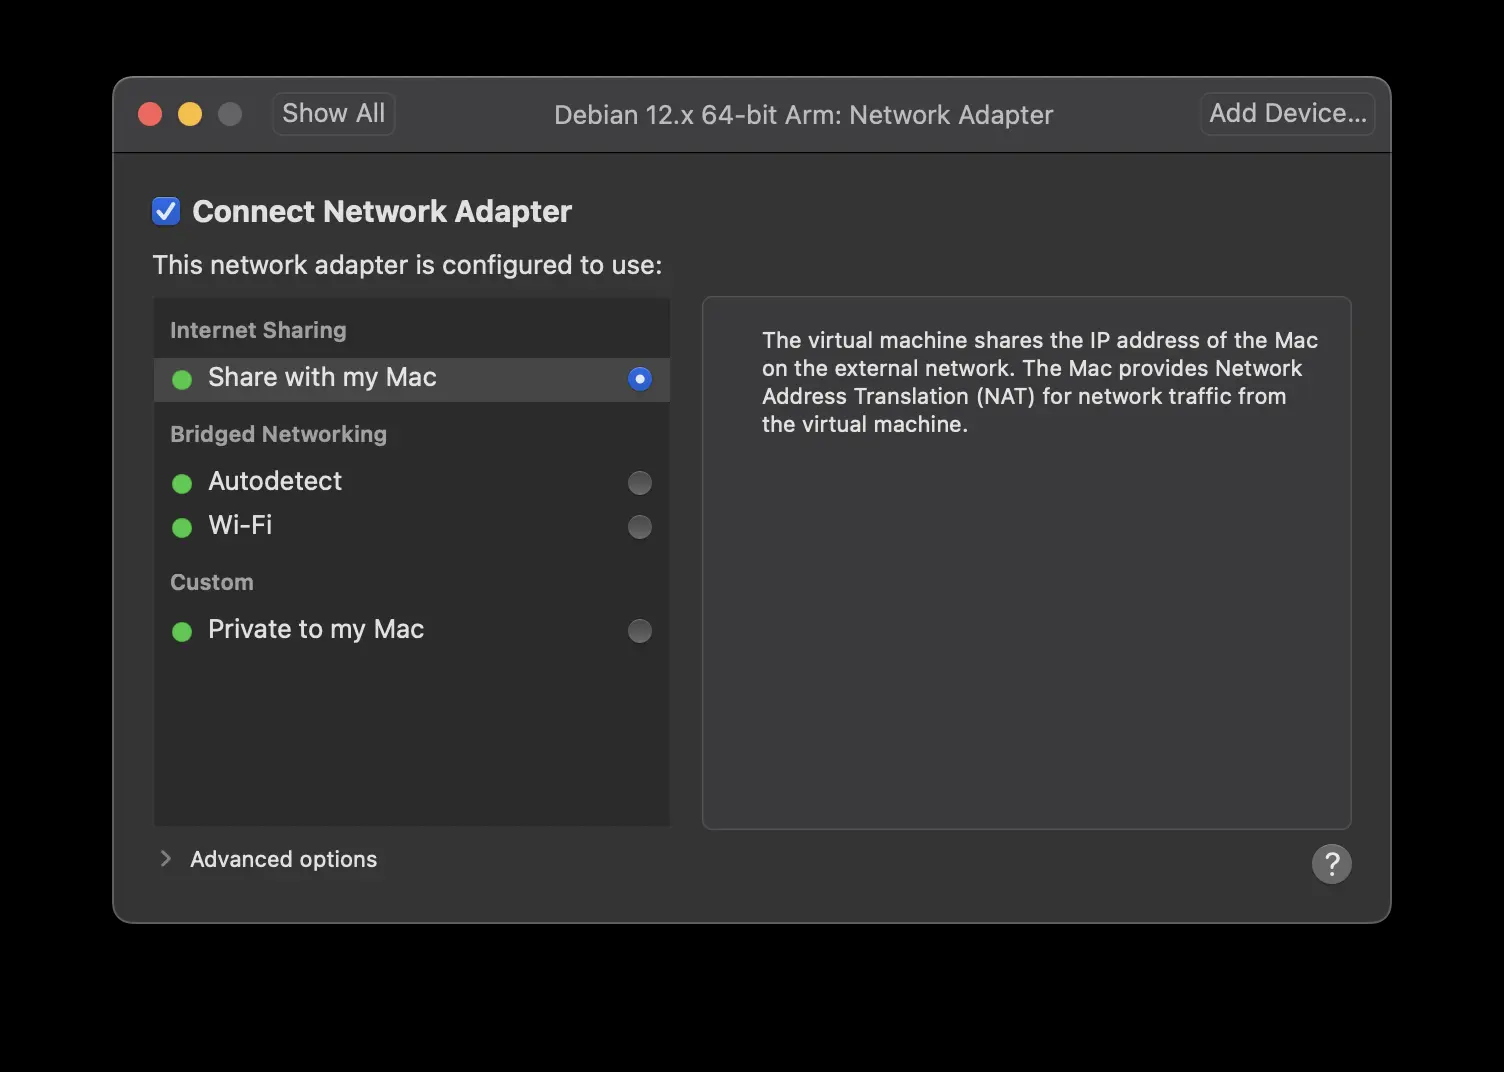 Show All
Debian 12.x 64-bit Arm: Network Adapter
Add Device...
Connect Network Adapter
This network adapter is configured to use:
Internet Sharing
Share with my Mac
Bridged Networking
Autodetect
Wi-Fi
Custom
Private to my Mac
The virtual machine shares the IP address of the Mac
on the external network. The Mac provides Network
Address Translation (NAT) for network traffic from
the virtual machine.
Advanced options
?